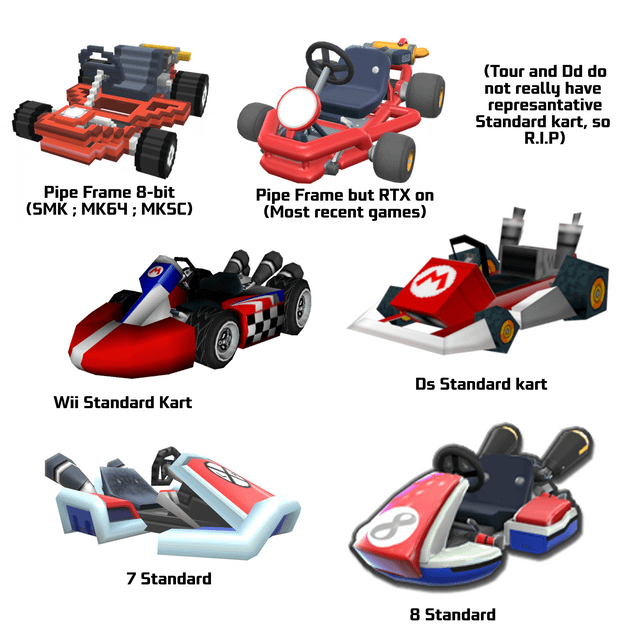 (Tour and Dd do
not really have
represantative
Standard kart, so
R.I.P)
Pipe Frame 8-bit
(SMK ; MK64 ; MKSC)
Pipe Frame but RTX on
(Most recent games)
M
M
Wii Standard Kart
Ds Standard kart
8
7 Standard
8 Standard